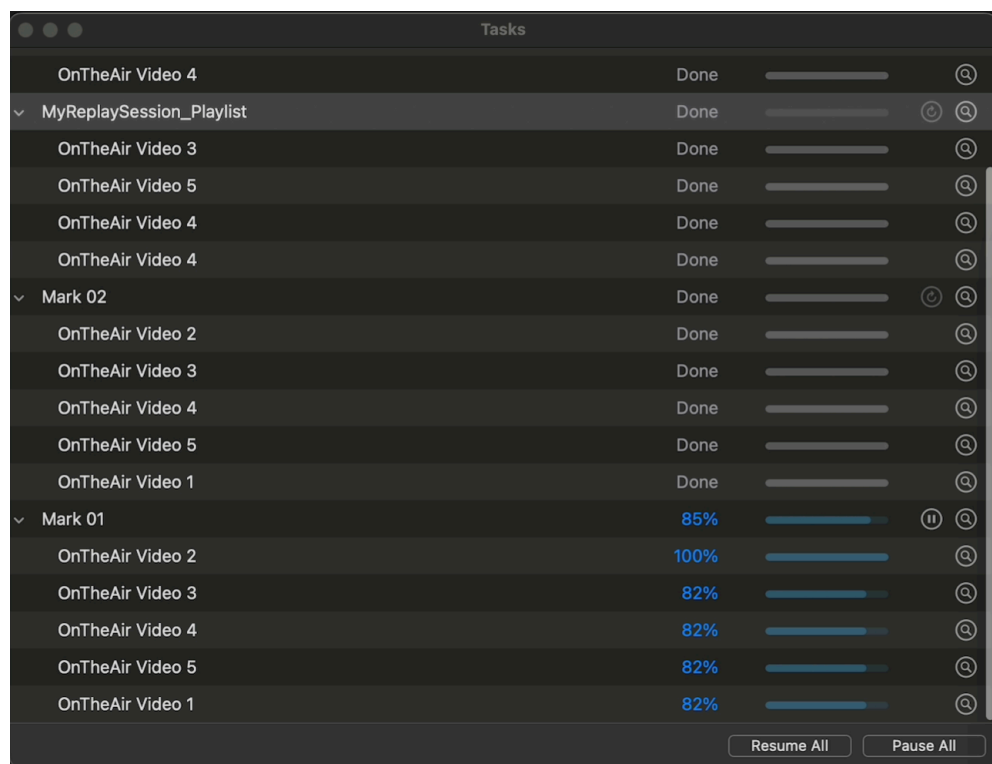 Tasks
OnTheAir Video 4 Done
MyReplaySession_Playlist Done
OnTheAir Video 3 Done
OnTheAir Video 5 Done
OnTheAir Video 4 Done
OnTheAir Video 4 Done
Mark 02 Done
OnTheAir Video 2 Done
OnTheAir Video 3 Done
OnTheAir Video 4 Done
OnTheAir Video 5 Done
OnTheAir Video 1 Done
Mark 01 85%
OnTheAir Video 2 100%
OnTheAir Video 3 82%
OnTheAir Video 4 82%
OnTheAir Video 5 82%
OnTheAir Video 1 82%
Resume All Pause All